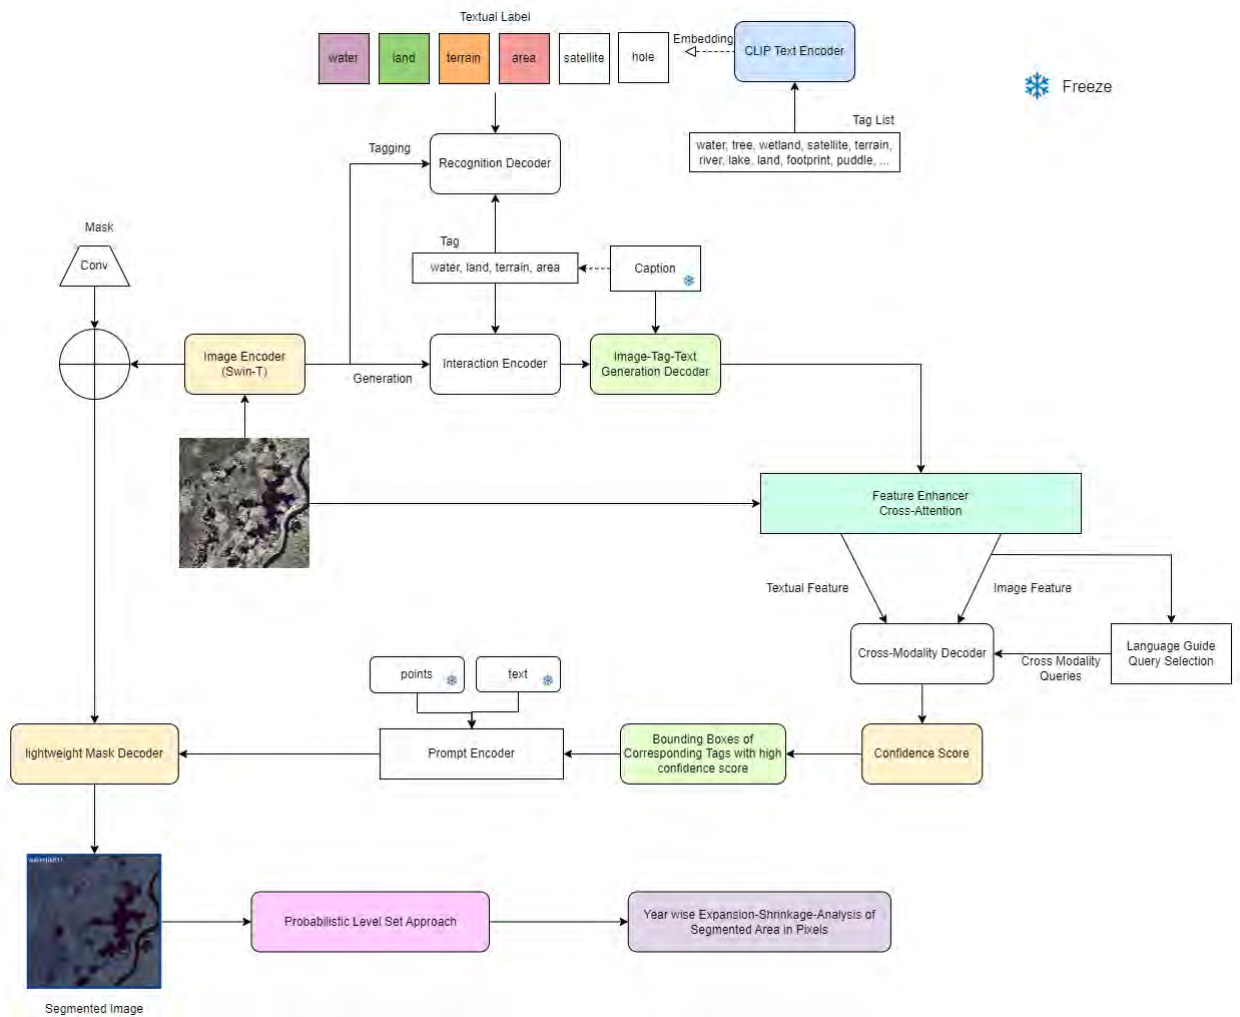 Textual Label
water
land
terrain
area
satellite
hole
Embedding
CLIP Text Encoder
Freeze
Tag List
water, tree, wetland, satellite, terrain,
river, lake, land, footprint, puddle, ...
Tagging
Recognition Decoder
Mask
Conv
Tag
water, land, terrain, area
Caption
Image Encoder
(Swin-T)
Generation
Interaction Encoder
Image-Tag-Text
Generation Decoder
Feature Enhancer
Cross-Attention
Textual Feature
Image Feature
Cross-Modality Decoder
Cross Modality
Queries
Language Guide
Query Selection
points
text
lightweight Mask Decoder
Prompt Encoder
Bounding Boxes of
Corresponding Tags with high
confidence score
Confidence Score
Probabilistic Level Set Approach
Year wise Expansion-Shrinkage-Analysis of
Segmented Area in Pixels
Segmented Image